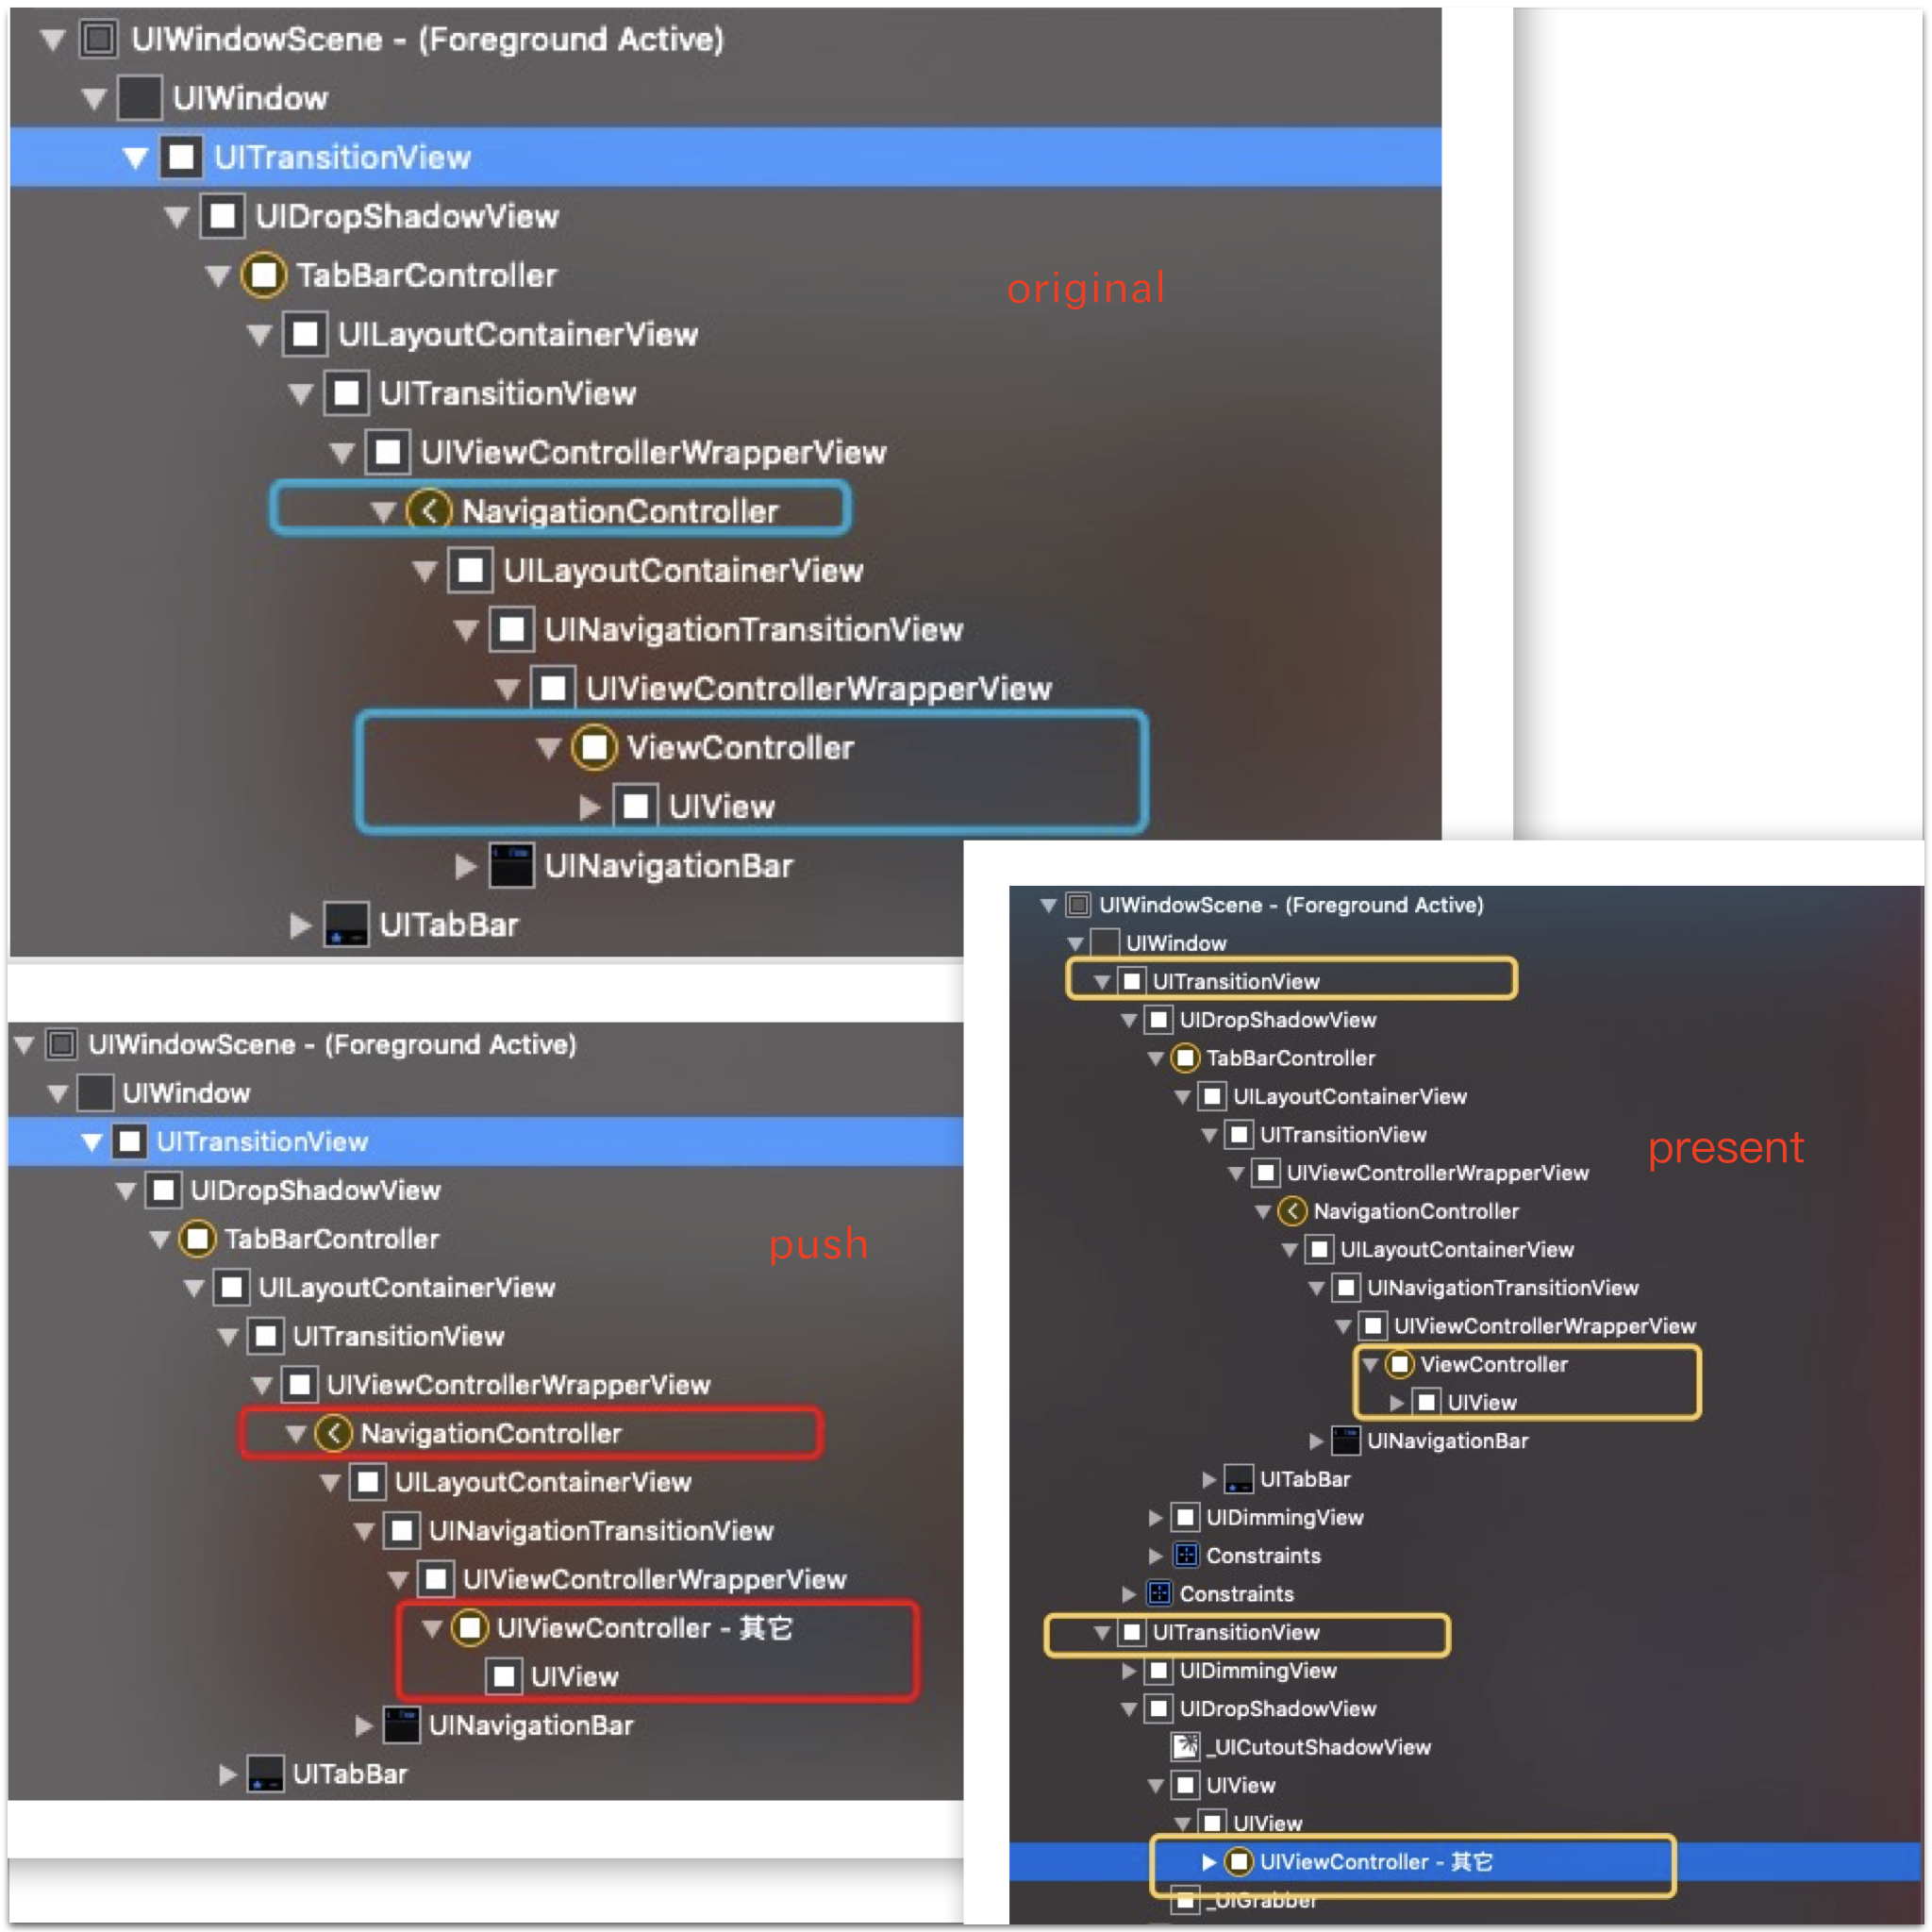 UIWindowScene - (Foreground Active)
UIWindow
UITransitionView
UIDropShadowView
TabBarController
original
UILayoutContainerView
UITransitionView
UIViewControllerWrapperView
NavigationController
UILayoutContainerView
UINavigationTransitionView
UIViewControllerWrapperView
ViewController
UIView
UINavigationBar
UITabBar
UIWindowScene - (Foreground Active)
UIWindow
UITransitionView
UIDropShadowView
TabBarController
push
UILayoutContainerView
UITransitionView
UIViewControllerWrapperView
NavigationController
UILayoutContainerView
UINavigationTransitionView
UIViewControllerWrapperView
UIViewController - 其它
UIView
UINavigationBar
UITabBar
UIWindowScene - (Foreground Active)
UIWindow
UITransitionView
UIDropShadowView
TabBarController
UILayoutContainerView
UITransitionView
present
UIViewControllerWrapperView
NavigationController
UILayoutContainerView
UINavigationTransitionView
UIViewControllerWrapperView
ViewController
UIView
UINavigationBar
UITabBar
UIDimmingView
Constraints
Constraints
UITransitionView
UIDimmingView
UIDropShadowView
_UICutoutShadowView
UIView
UIView
UIViewController - 其它
_UIGrabber